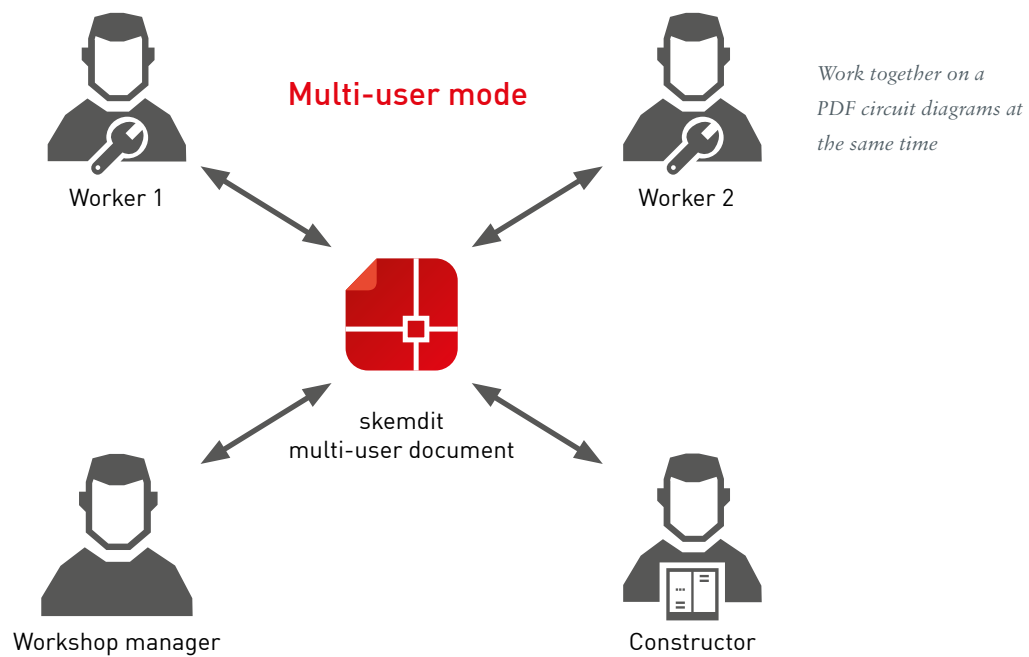 Multi-user mode
Work together on a
PDF circuit diagrams at
the same time
Worker 1
Worker 2
skemdit
multi-user document
Workshop manager
Constructor